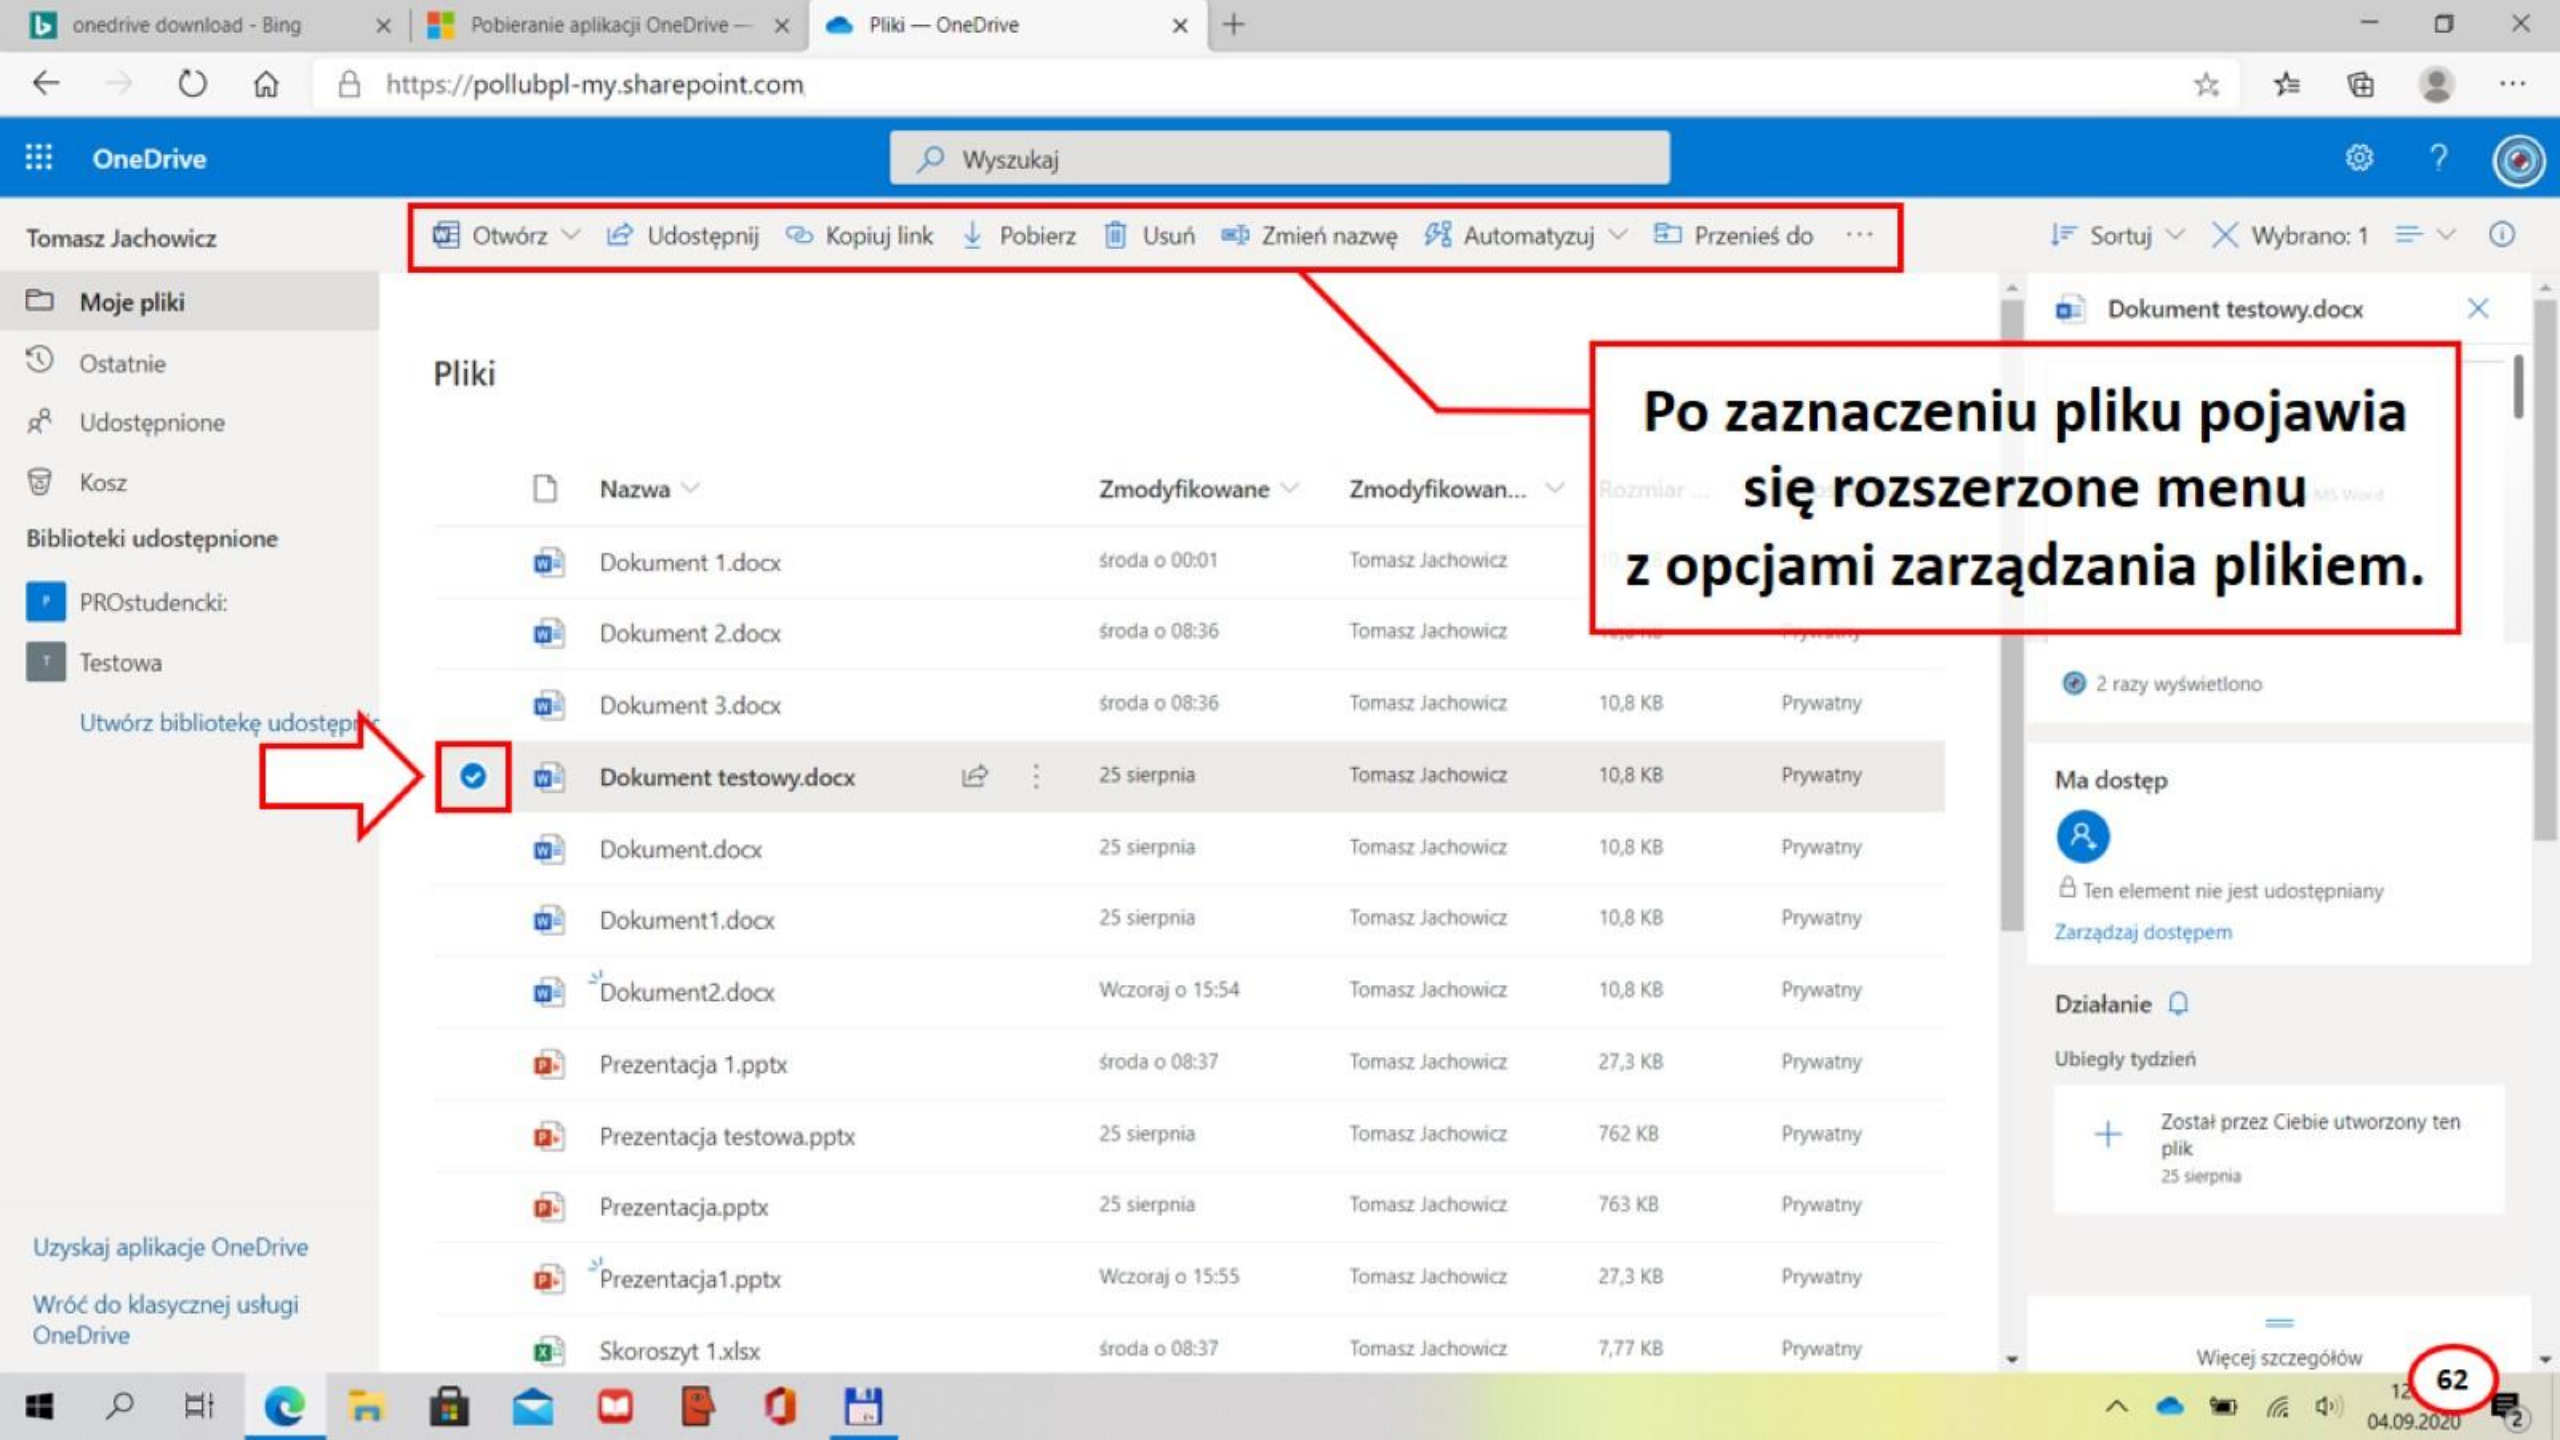 onedrive download - Bing
Pobieranie aplikacji OneDrive —
Pliki — OneDrive
https://pollubpl-my.sharepoint.com
OneDrive
Wyszukaj
Tomasz Jachowicz
Otwórz
Udostępnij
Kopiuj link
Pobierz
Usuń
Zmień nazwę
Automatyzuj
Przenieś do
Sortuj
Wybrano: 1
Moje pliki
Ostatnie
Udostępnione
Kosz
Biblioteki udostępnione
PROstudencki:
Testowa
Utwórz bibliotekę
Uzyskaj aplikacje OneDrive
Wróć do klasycznej usługi
OneDrive
Pliki
Po zaznaczeniu pliku pojawia
się rozszerzone menu
z opcjami zarządzania plikiem.
Nazwa Zmodyfikowane Zmodyfikowan... Rozmiar ...
Dokument 1.docx środa o 00:01 Tomasz Jachowicz
Dokument 2.docx środa o 08:36 Tomasz Jachowicz
Dokument 3.docx środa o 08:36 Tomasz Jachowicz 10,8 KB Prywatny
Dokument testowy.docx 25 sierpnia Tomasz Jachowicz 10,8 KB Prywatny
Dokument.docx 25 sierpnia Tomasz Jachowicz 10,8 KB Prywatny
Dokument1.docx 25 sierpnia Tomasz Jachowicz 10,8 KB Prywatny
Dokument2.docx Wczoraj o 15:54 Tomasz Jachowicz 10,8 KB Prywatny
Prezentacja 1.pptx środa o 08:37 Tomasz Jachowicz 27,3 KB Prywatny
Prezentacja testowa.pptx 25 sierpnia Tomasz Jachowicz 762 KB Prywatny
Prezentacja.pptx 25 sierpnia Tomasz Jachowicz 763 KB Prywatny
Prezentacja1.pptx Wczoraj o 15:55 Tomasz Jachowicz 27,3 KB Prywatny
Skoroszyt 1.xlsx środa o 08:37 Tomasz Jachowicz 7,77 KB Prywatny
Dokument testowy.docx
MS Word
2 razy wyświetlono
Ma dostęp
Ten element nie jest udostępniany
Zarządzaj dostępem
Działanie
Ubiegły tydzień
Został przez Ciebie utworzony ten
plik
25 sierpnia
Więcej szczegółów
62
04.09.2020
2